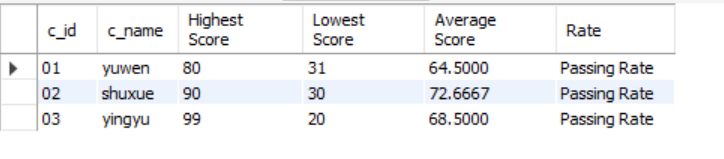 c_id c_name Highest Score Lowest Score Average Score Rate
01 yuwen 80 31 64.5000 Passing Rate
02 shuxue 90 30 72.6667 Passing Rate
03 yingyu 99 20 68.5000 Passing Rate